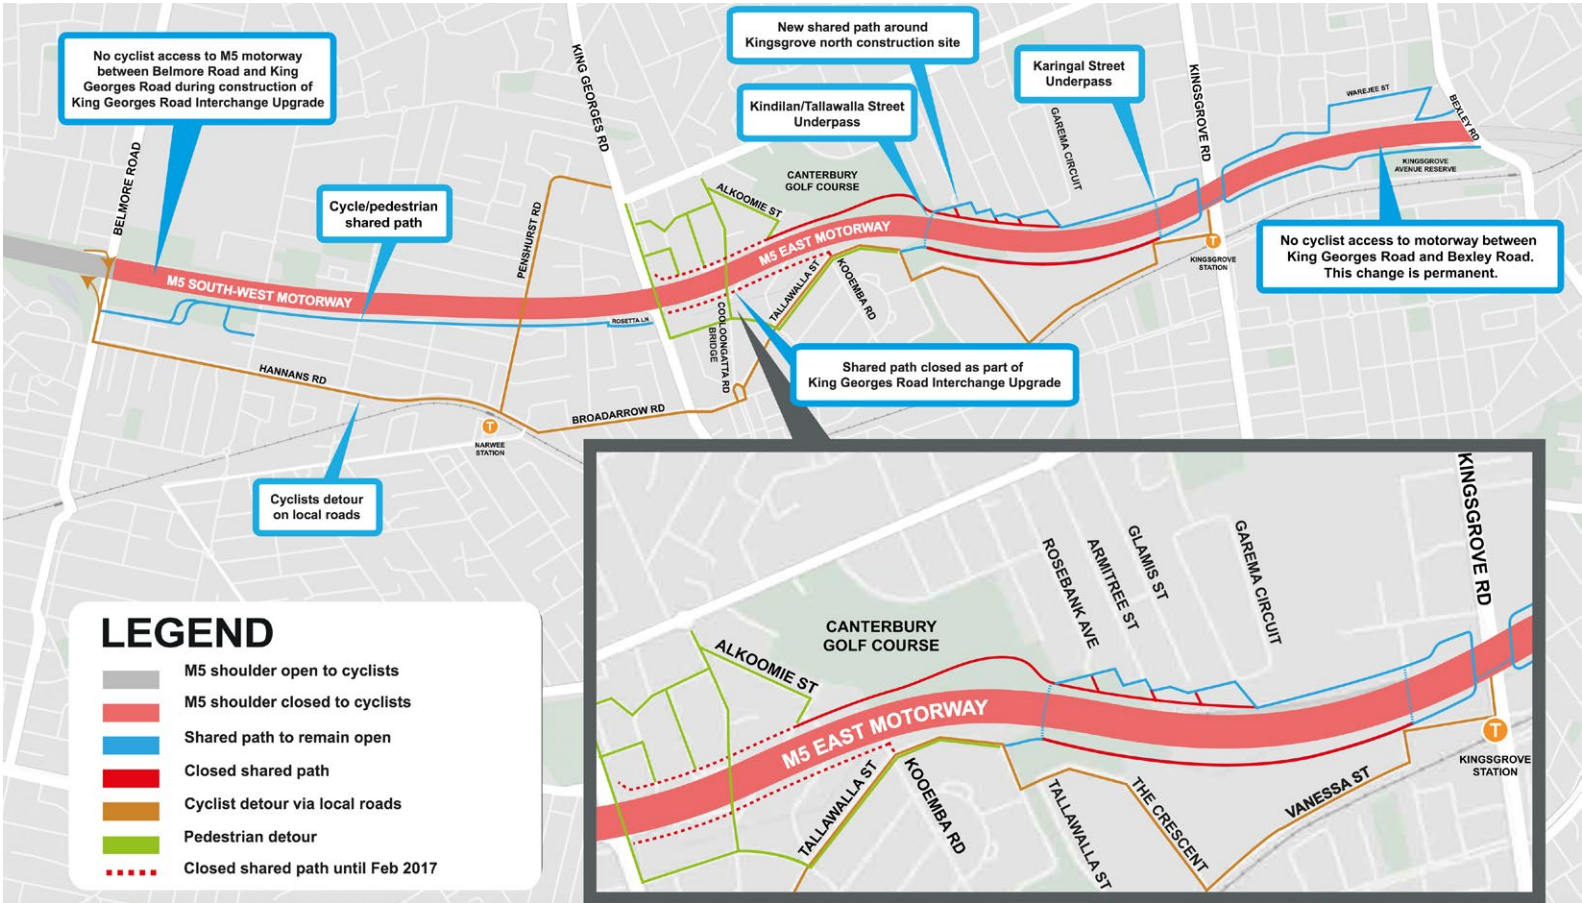 No cyclist access to M5 motorway
between Belmore Road and King
Georges Road during construction of
King Georges Road Interchange Upgrade
New shared path around
Kingsgrove north construction site
Kindilan/Tallawalla Street
Underpass
Karingal Street
Underpass
Cycle/pedestrian
shared path
No cyclist access to motorway between
King Georges Road and Bexley Road.
This change is permanent.
Shared path closed as part of
King Georges Road Interchange Upgrade
Cyclists detour
on local roads
BELMORE ROAD
KING GEORGES RD
KINGSGROVE RD
BEXLEY RD
WAREJEE ST
GAREMA CIRCUIT
CANTERBURY
GOLF COURSE
KINGSGROVE
AVENUE RESERVE
ALKOOMIE ST
PENSHURST RD
M5 EAST MOTORWAY
M5 SOUTH-WEST MOTORWAY
TALLAWALLA ST
KOOEMBA RD
T
KINGSGROVE
STATION
ROSETTA LN
COOLOONGATTA RD
BRIDGE
HANNANS RD
BROADARROW RD
T
NARWEE
STATION
LEGEND
M5 shoulder open to cyclists
M5 shoulder closed to cyclists
Shared path to remain open
Closed shared path
Cyclist detour via local roads
Pedestrian detour
Closed shared path until Feb 2017
KINGSGROVE RD
ROSEBANK AVE
ARMITREE ST
GLAMIS ST
GAREMA CIRCUIT
CANTERBURY
GOLF COURSE
ALKOOMIE ST
M5 EAST MOTORWAY
TALLAWALLA ST
KOOEMBA RD
TALLAWALLA ST
THE CRESCENT
VANESSA ST
T
KINGSGROVE
STATION